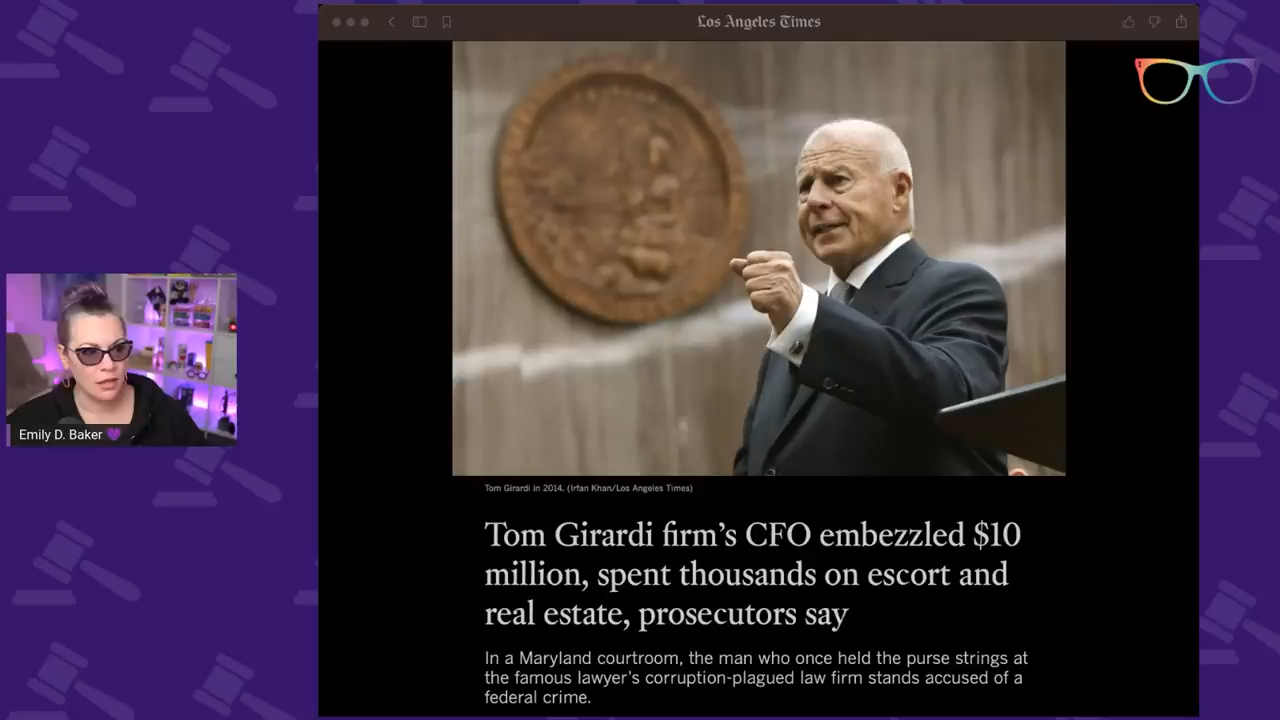 Los Angeles Times
Emily D. Baker 💜
Tom Girardi in 2014. (Irfan Khan/Los Angeles Times)
Tom Girardi firm's CFO embezzled $10
million, spent thousands on escort and
real estate, prosecutors say
In a Maryland courtroom, the man who once held the purse strings at
the famous lawyer's corruption-plagued law firm stands accused of a
federal crime.